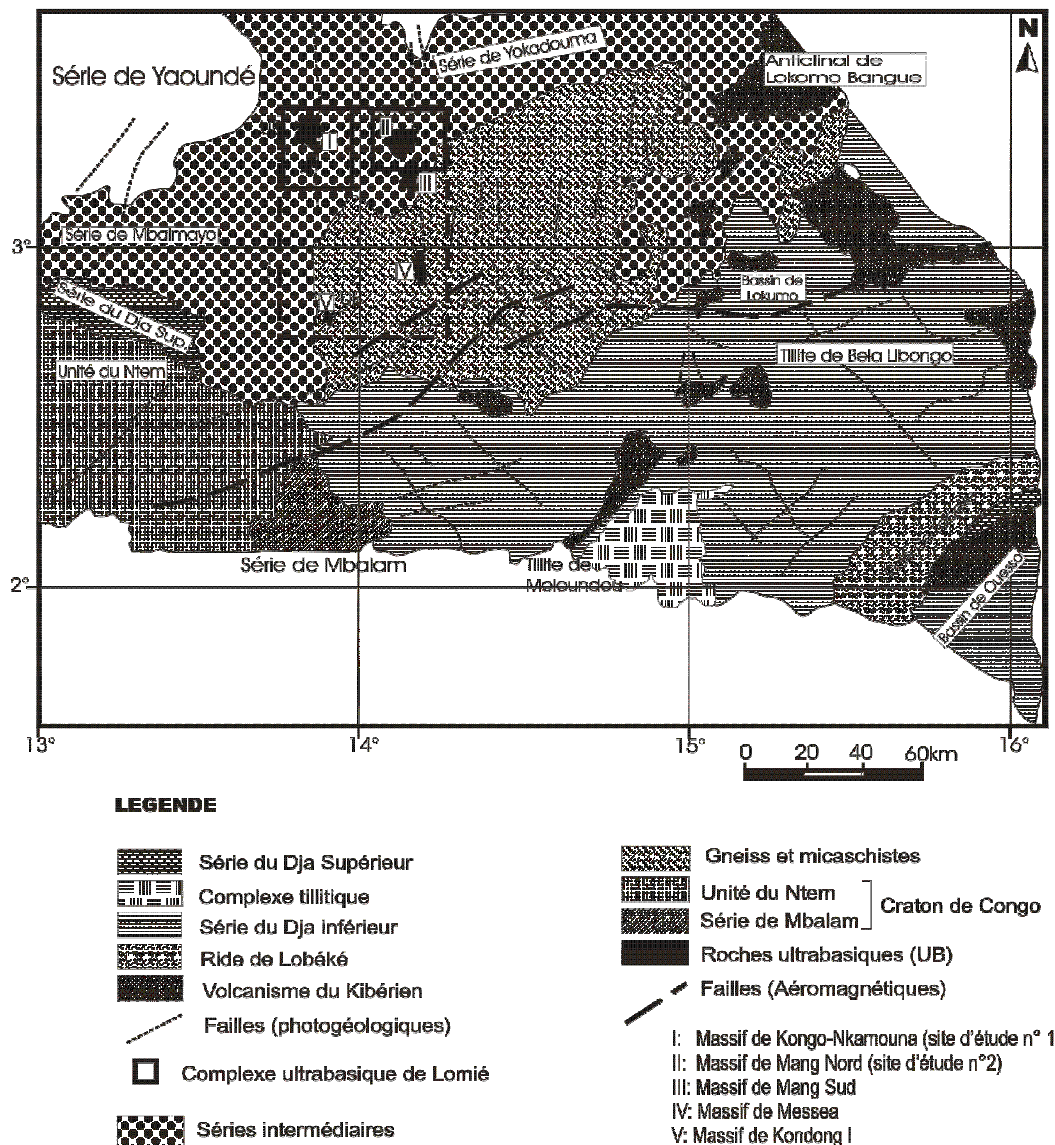 N
Série de Yaoundé
Série de Yokadouma
Anticlinal de
Lokomo Bangue
II
II
III
Série de Mbalmayo
3°
IV
V
Bassin de
Lokumo
Série du Dja Sup.
Tillite de Bela Libongo
Unité du Ntem
Série de Mbalam
Tillite de
Moloundou
2°
Bassin de Ouesso
13°
14°
15°
16°
0 20 40 60km
LEGENDE
Série du Dja Supérieur
Complexe tillitique
Série du Dja inférieur
Ride de Lobéké
Volcanisme du Kibérien
Failles (photogéologiques)
Complexe ultrabasique de Lomié
Séries intermédiaires
Gneiss et micaschistes
Unité du Ntem
Série de Mbalam
Craton de Congo
Roches ultrabasiques (UB)
Failles (Aéromagnétiques)
I: Massif de Kongo-Nkamouna (site d'étude n° 1
II: Massif de Mang Nord (site d'étude n°2)
III: Massif de Mang Sud
IV: Massif de Messea
V: Massif de Kondong I